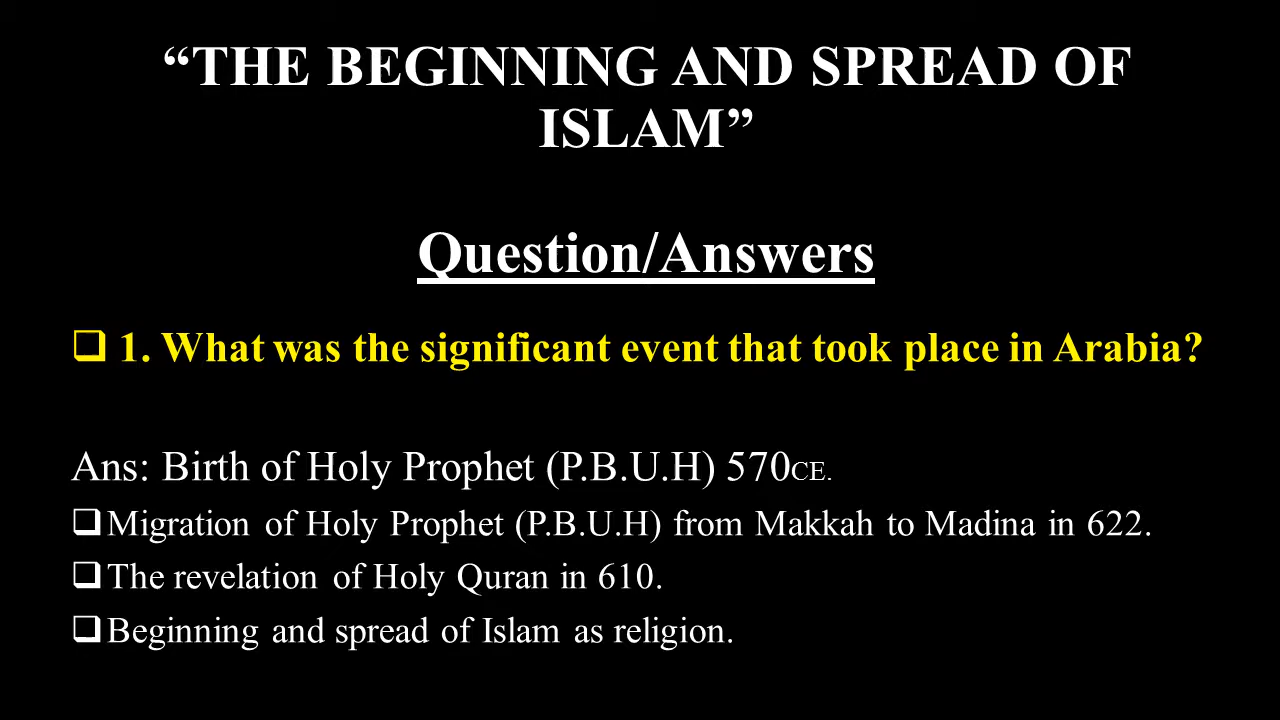 “THE BEGINNING AND SPREAD OF
ISLAM”
Question/Answers
❑ 1. What was the significant event that took place in Arabia?
Ans: Birth of Holy Prophet (P.B.U.H) 570CE.
❑Migration of Holy Prophet (P.B.U.H) from Makkah to Madina in 622.
❑The revelation of Holy Quran in 610.
❑Beginning and spread of Islam as religion.